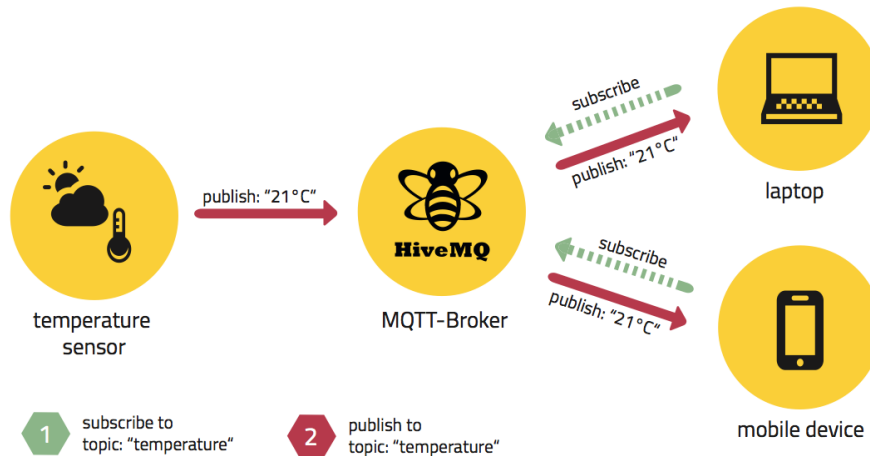 subscribe
publish: "21°C"
laptop
publish: "21°C"
HiveMQ
temperature
sensor
MQTT-Broker
subscribe
publish: "21°C"
mobile device
1
subscribe to
topic: "temperature"
2
publish to
topic: "temperature"